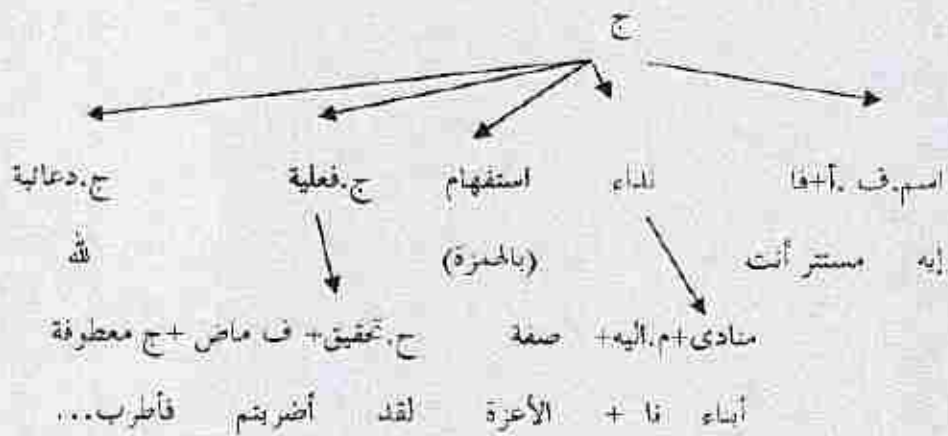 ج
اسم.ف .أ+فا نداء استفهام ج.فعلية ج.دعائية
إيه مستتر أنت (بالهمزة) لله
منادى+م.اليه+ صفة ح.تحقيق+ ف ماض +ج معطوفة
أبناء نا + الأعزة لقد أضربتم فأطرب...